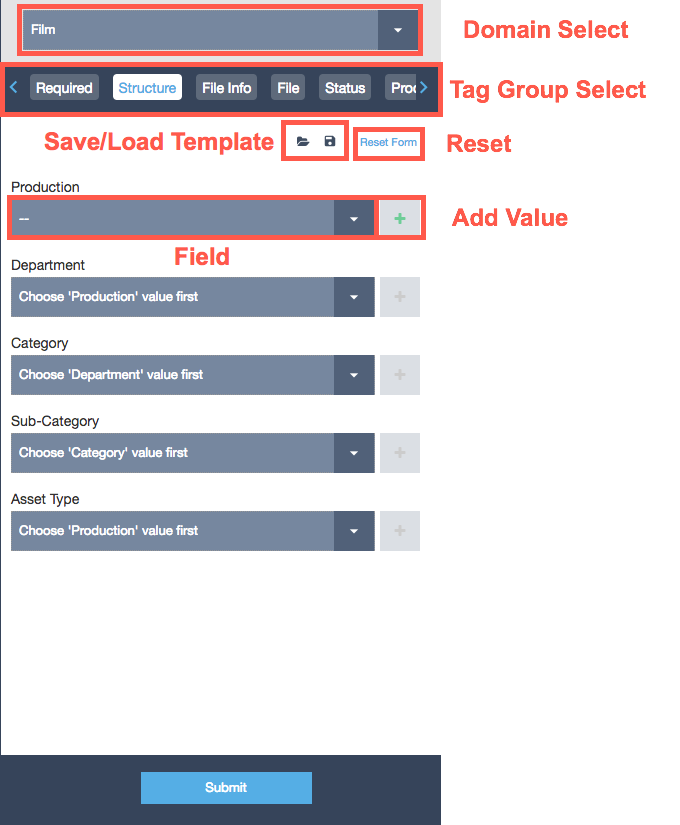 Film
Domain Select
Required Structure File Info File Status Proc
Tag Group Select
Save/Load Template
Reset Form
Reset
Production
--
Add Value
Field
Department
Choose 'Production' value first
Category
Choose 'Department' value first
Sub-Category
Choose 'Category' value first
Asset Type
Choose 'Production' value first
Submit